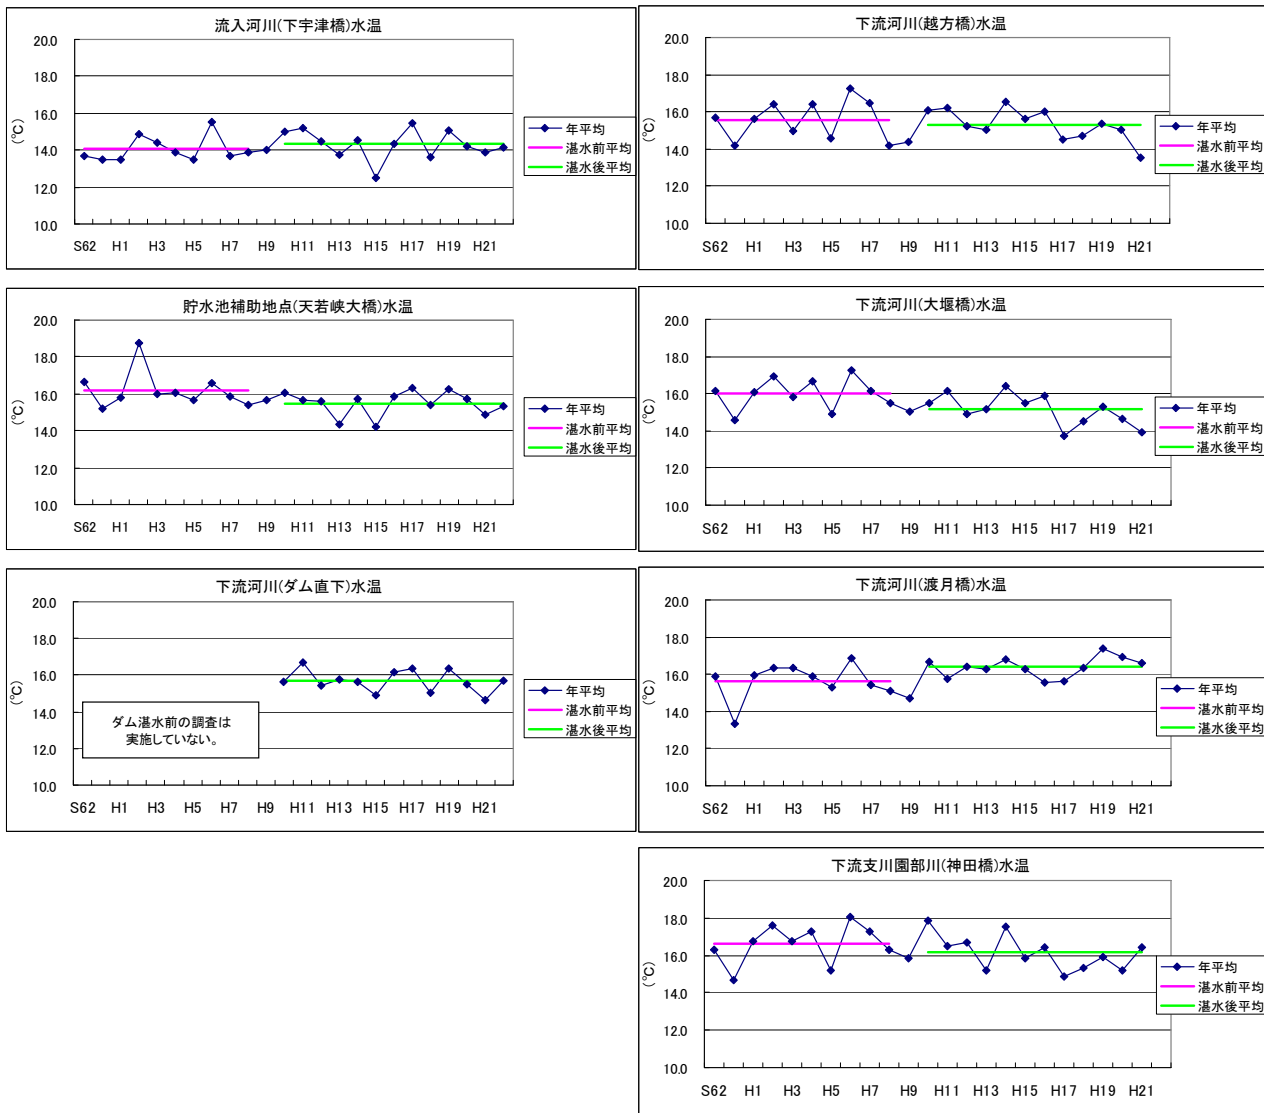 流入河川(下宇津橋)水温
(℃)
20.0
18.0
16.0
14.0
12.0
10.0
S62 H1 H3 H5 H7 H9 H11 H13 H15 H17 H19 H21
年平均
湛水前平均
湛水後平均
下流河川(越方橋)水温
(℃)
20.0
18.0
16.0
14.0
12.0
10.0
S62 H1 H3 H5 H7 H9 H11 H13 H15 H17 H19 H21
年平均
湛水前平均
湛水後平均
貯水池補助地点(天若峡大橋)水温
(℃)
20.0
18.0
16.0
14.0
12.0
10.0
S62 H1 H3 H5 H7 H9 H11 H13 H15 H17 H19 H21
年平均
湛水前平均
湛水後平均
下流河川(大堰橋)水温
(℃)
20.0
18.0
16.0
14.0
12.0
10.0
S62 H1 H3 H5 H7 H9 H11 H13 H15 H17 H19 H21
年平均
湛水前平均
湛水後平均
下流河川(ダム直下)水温
(℃)
20.0
18.0
16.0
14.0
12.0
10.0
ダム湛水前の調査は
実施していない。
S62 H1 H3 H5 H7 H9 H11 H13 H15 H17 H19 H21
年平均
湛水前平均
湛水後平均
下流河川(渡月橋)水温
(℃)
20.0
18.0
16.0
14.0
12.0
10.0
S62 H1 H3 H5 H7 H9 H11 H13 H15 H17 H19 H21
年平均
湛水前平均
湛水後平均
下流支川園部川(神田橋)水温
(℃)
20.0
18.0
16.0
14.0
12.0
10.0
S62 H1 H3 H5 H7 H9 H11 H13 H15 H17 H19 H21
年平均
湛水前平均
湛水後平均